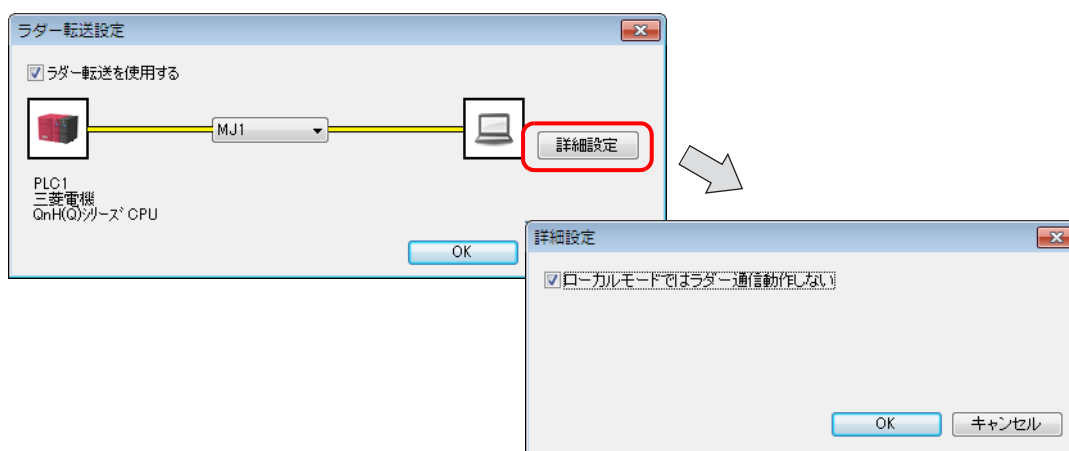 ラダー転送設定
ラダー転送を使用する
MJ1
詳細設定
PLC1
三菱電機
QnH(Q)シリーズ CPU
OK
詳細設定
ローカルモードではラダー通信動作しない
OK
キャンセル